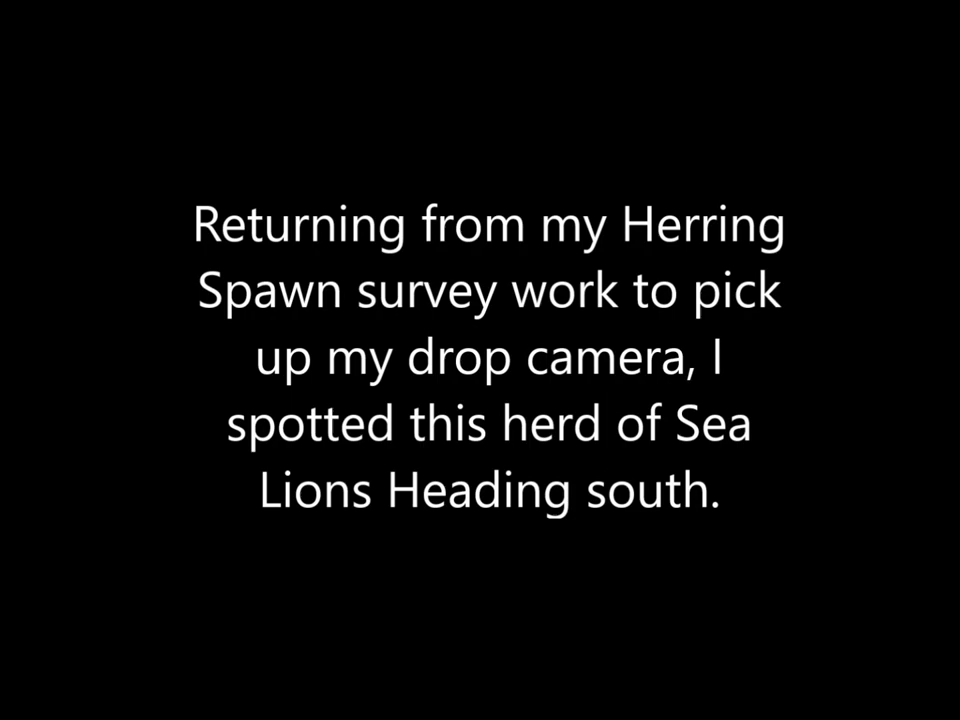 Returning from my Herring
Spawn survey work to pick
up my drop camera, I
spotted this herd of Sea
Lions Heading south.